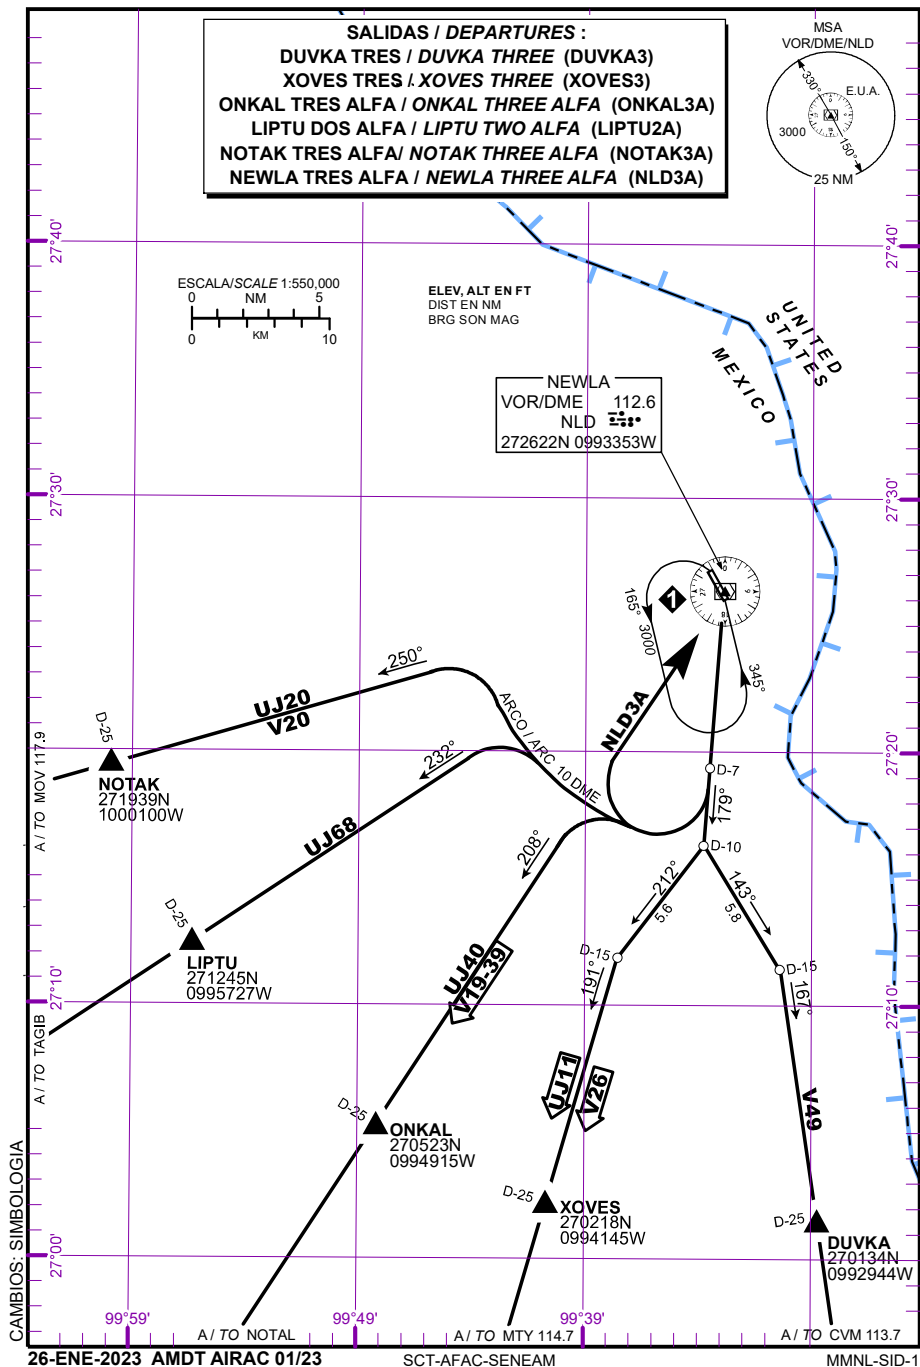 SALIDAS / DEPARTURES :
DUVKA TRES / DUVKA THREE (DUVKA3)
XOVES TRES / XOVES THREE (XOVES3)
ONKAL TRES ALFA / ONKAL THREE ALFA (ONKAL3A)
LIPTU DOS ALFA / LIPTU TWO ALFA (LIPTU2A)
NOTAK TRES ALFA/ NOTAK THREE ALFA (NOTAK3A)
NEWLA TRES ALFA / NEWLA THREE ALFA (NLD3A)
MSA
VOR/DME/NLD
330°
E.U.A.
3000
150°
25 NM
27°40'
27°40'
ESCALA/SCALE 1:550,000
0 NM 5
0 KM 10
ELEV, ALT EN FT
DIST EN NM
BRG SON MAG
UNITED
STATES
MEXICO
NEWLA
VOR/DME 112.6
NLD
272622N 0993353W
27°30'
27°30'
0
9
18
27
1
165° 3000
345°
NLD3A
250°
UJ20
V20
ARCO / ARC 10 DME
D-25
NOTAK
271939N
1000100W
A / TO MOV 117.9
27°20'
27°20'
232°
UJ68
D-7
179°
D-10
208°
212°
5.6
143°
5.8
D-25
LIPTU
271245N
0995727W
UJ40
V19-39
D-15
191°
D-15
167°
27°10'
27°10'
A / TO TAGIB
UJ11
V26
V49
D-25
ONKAL
270523N
0994915W
D-25
XOVES
270218N
0994145W
D-25
DUVKA
270134N
0992944W
27°00'
27°00'
CAMBIOS: SIMBOLOGIA
99°59'
99°49'
99°39'
A / TO NOTAL
A / TO MTY 114.7
A / TO CVM 113.7
26-ENE-2023 AMDT AIRAC 01/23
SCT-AFAC-SENEAM
MMNL-SID-1